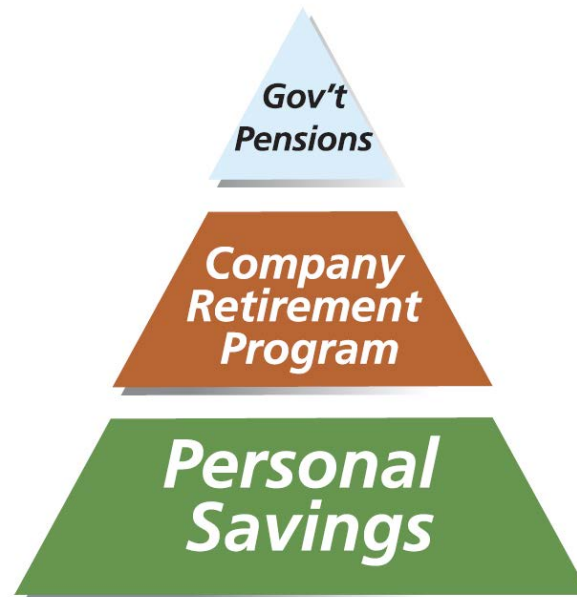 Gov't
Pensions
Company
Retirement
Program
Personal
Savings